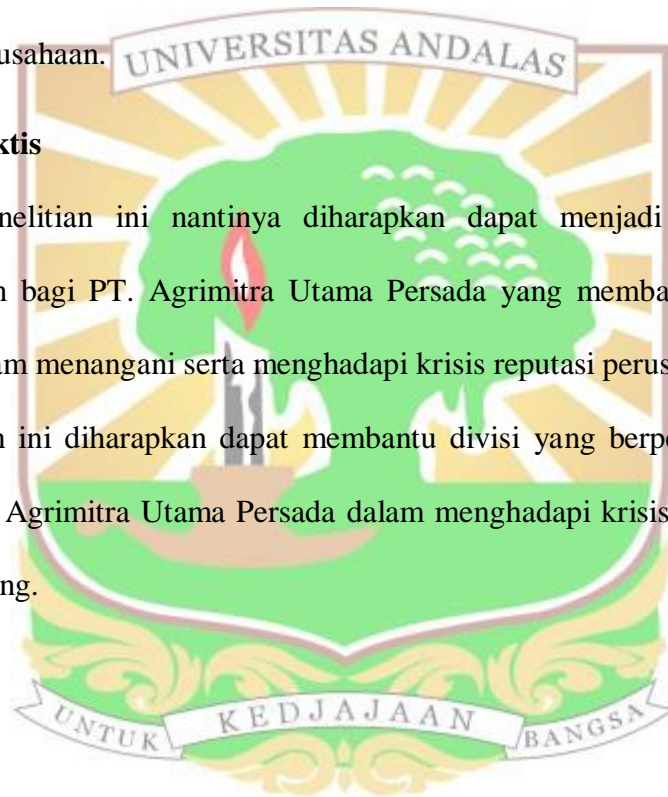 usahaan.
UNIVERSITAS ANDALAS
ktis
nelitian ini nantinya diharapkan dapat menjadi
n bagi PT. Agrimitra Utama Persada yang memba
am menangani serta menghadapi krisis reputasi perus
n ini diharapkan dapat membantu divisi yang berpe
Agrimitra Utama Persada dalam menghadapi krisis
ng.
UNTUK KEDJAJAAN BANGSA